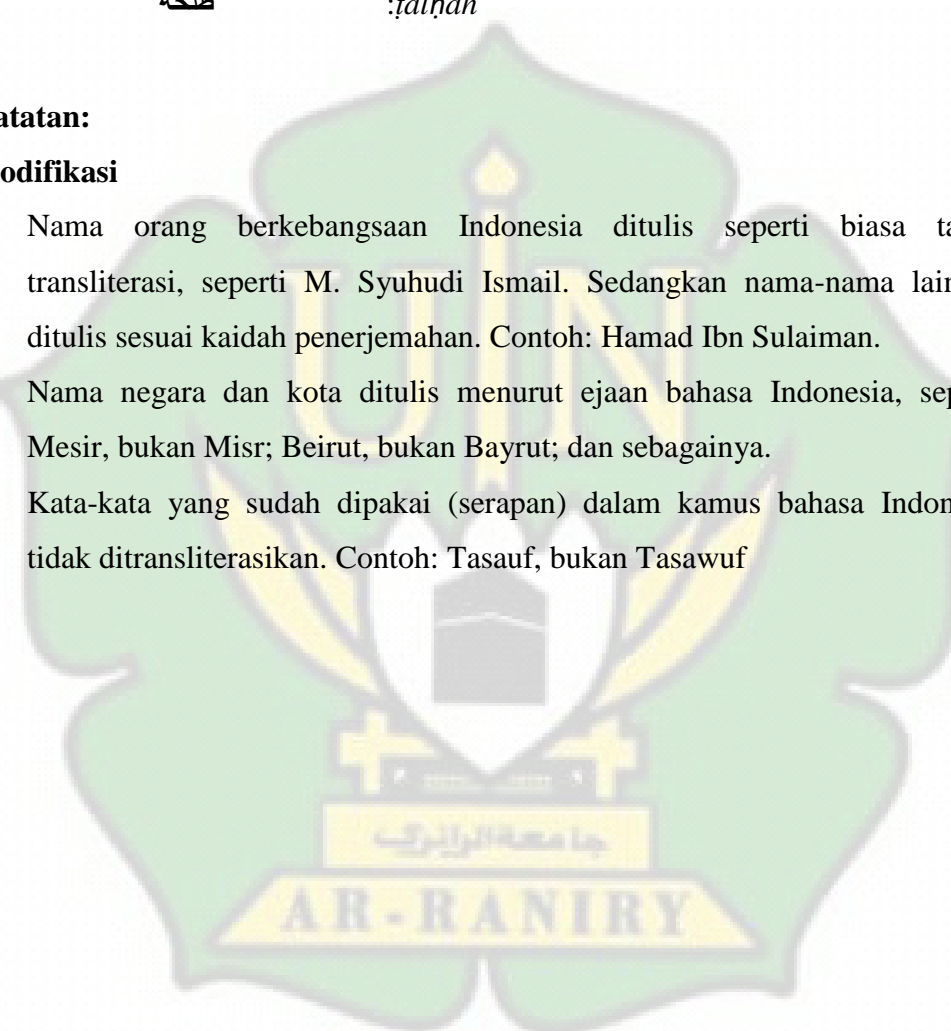 :ṭalḥah
atatan:
odifikasi
Nama orang berkebangsaan Indonesia ditulis seperti biasa ta
transliterasi, seperti M. Syuhudi Ismail. Sedangkan nama-nama lain
ditulis sesuai kaidah penerjemahan. Contoh: Hamad Ibn Sulaiman.
Nama negara dan kota ditulis menurut ejaan bahasa Indonesia, sep
Mesir, bukan Misr; Beirut, bukan Bayrut; dan sebagainya.
Kata-kata yang sudah dipakai (serapan) dalam kamus bahasa Indon
tidak ditransliterasikan. Contoh: Tasauf, bukan Tasawuf
UIN
جامعة الرانري
AR-RANIRY